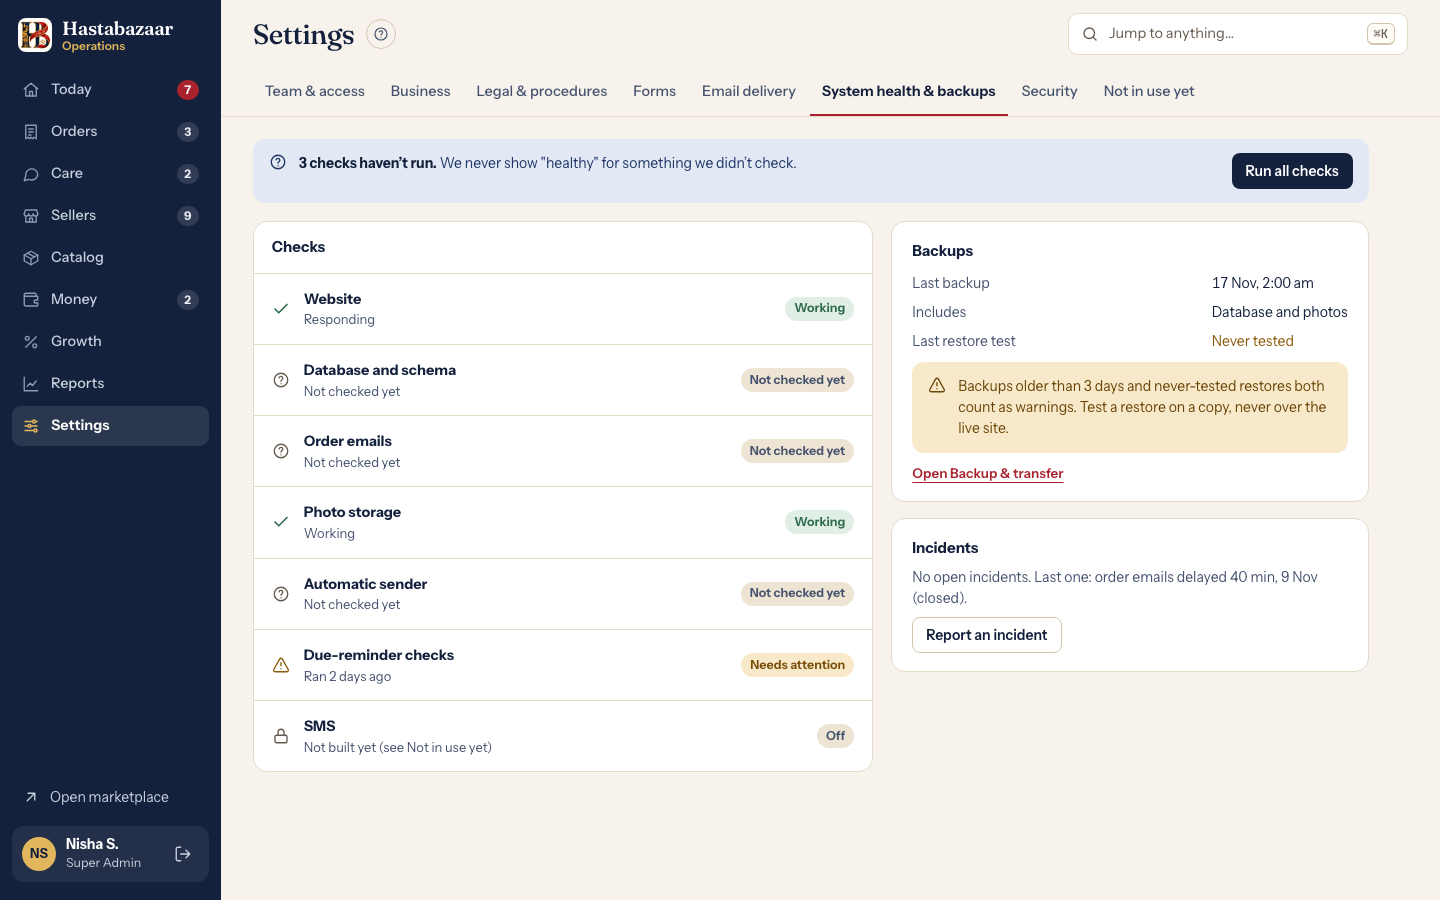 Hastabazaar
Operations
Today 7
Orders 3
Care 2
Sellers 9
Catalog
Money 2
Growth
Reports
Settings
Open marketplace
NS
Nisha S.
Super Admin
Settings ?
Jump to anything... ⌘K
Team & access Business Legal & procedures Forms Email delivery System health & backups Security Not in use yet
3 checks haven't run. We never show "healthy" for something we didn't check.
Run all checks
Checks
Website
Responding
Working
Database and schema
Not checked yet
Not checked yet
Order emails
Not checked yet
Not checked yet
Photo storage
Working
Working
Automatic sender
Not checked yet
Not checked yet
Due-reminder checks
Ran 2 days ago
Needs attention
SMS
Not built yet (see Not in use yet)
Off
Backups
Last backup 17 Nov, 2:00 am
Includes Database and photos
Last restore test Never tested
Backups older than 3 days and never-tested restores both
count as warnings. Test a restore on a copy, never over the
live site.
Open Backup & transfer
Incidents
No open incidents. Last one: order emails delayed 40 min, 9 Nov
(closed).
Report an incident